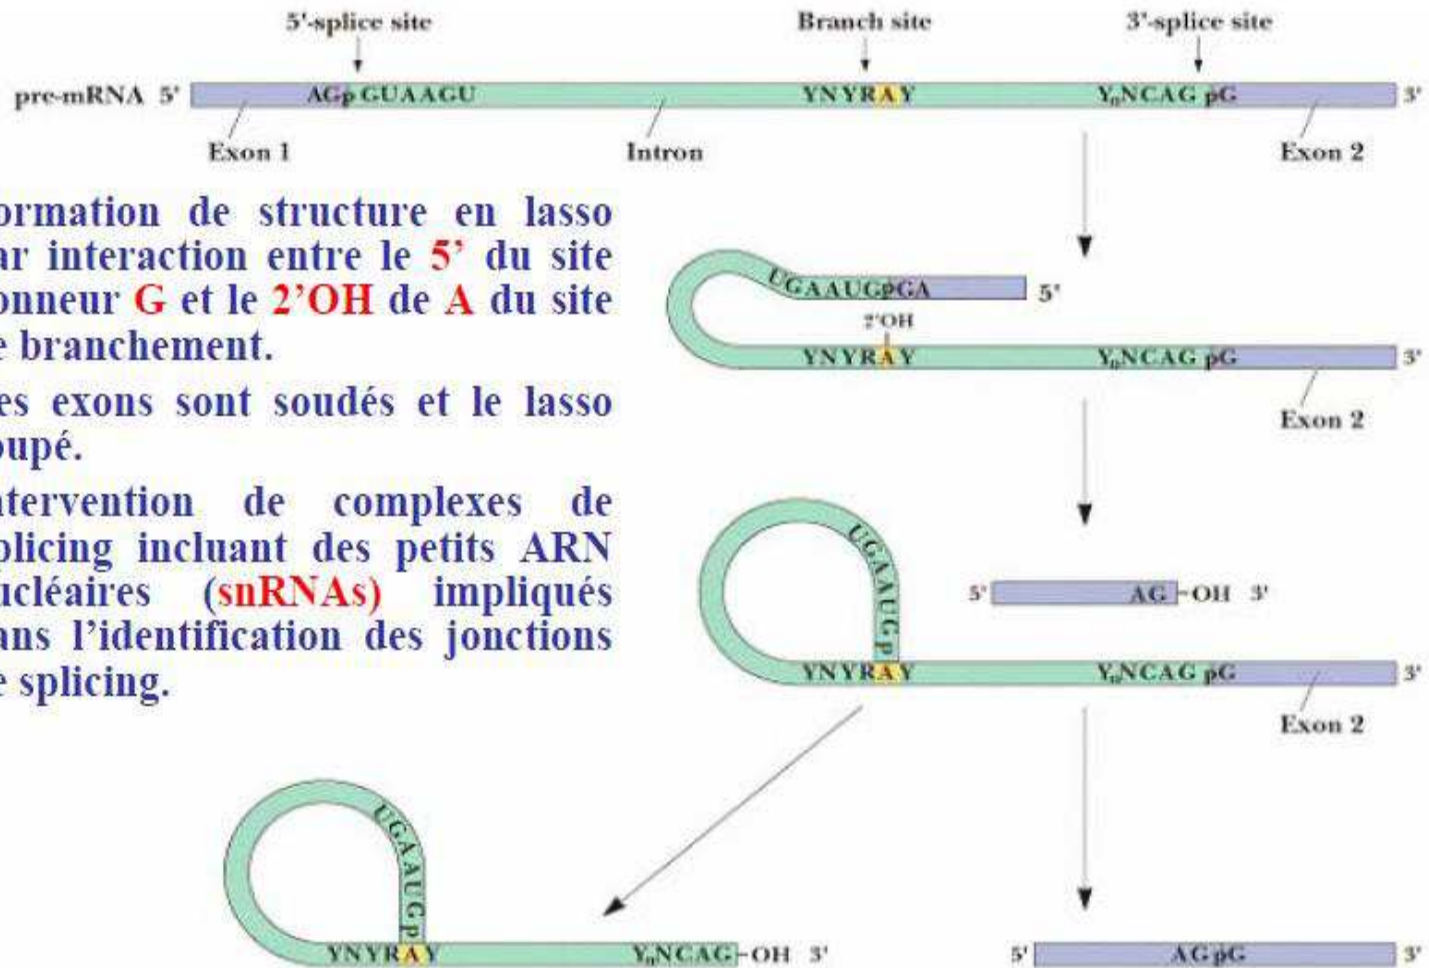 5'-splice site
Branch site
3'-splice site
pre-mRNA 5' AGpGUAAGU YNYRAY YₙNCAG pG 3'
Exon 1
Intron
Exon 2
ormation de structure en lasso
ar interaction entre le 5' du site
onneur G et le 2'OH de A du site
e branchement.
es exons sont soudés et le lasso
oupé.
ntervention de complexes de
plicing incluant des petits ARN
ucléaires (snRNAs) impliqués
ans l'identification des jonctions
e splicing.
UGAAUGpGA 5'
2'OH
YNYRAY YₙNCAG pG 3'
Exon 2
UGAAUGp
5' AG-OH 3'
YNYRAY YₙNCAG pG 3'
Exon 2
UGAAUGp
YNYRAY YₙNCAG-OH 3'
5' AGpG 3'